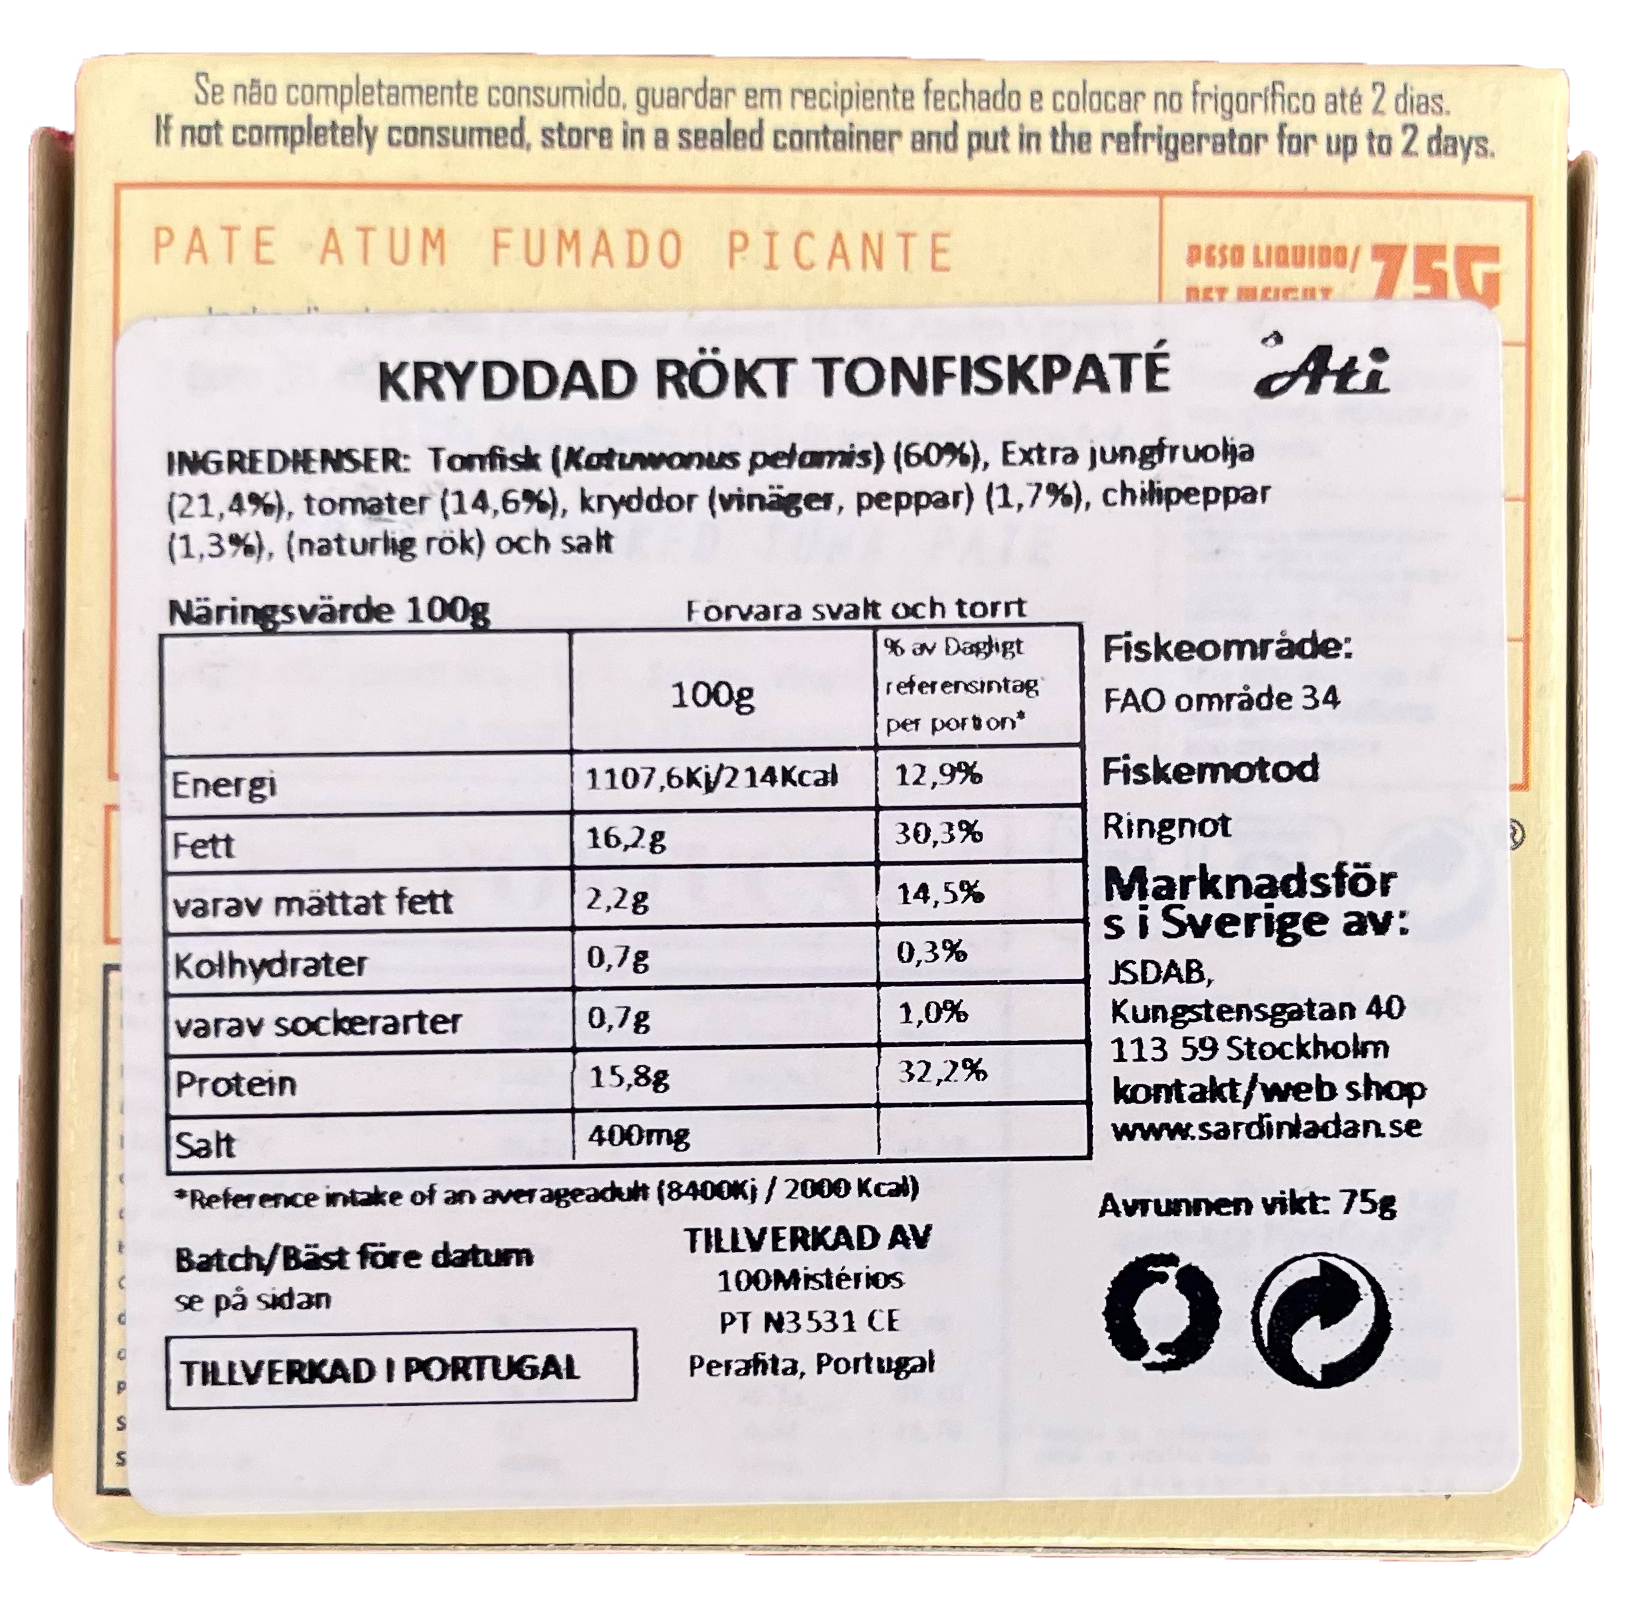 Se não completamente consumido, guardar em recipiente fechado e colocar no frigorífico até 2 dias.
If not completely consumed, store in a sealed container and put in the refrigerator for up to 2 days.
PATE ATUM FUMADO PICANTE
PESO LIQUIDO/
NET WEIGHT
75G
KRYDDAD RÖKT TONFISKPATÉ
Ati
INGREDIENSER: Tonfisk (Katuwonus pelamis) (60%), Extra jungfruolja
(21,4%), tomater (14,6%), kryddor (vinäger, peppar) (1,7%), chilipeppar
(1,3%), (naturlig rök) och salt
Näringsvärde 100g
Förvara svalt och torrt
100g
% av Dagligt
referensintag
per portion*
Energi 1107,6Kj/214Kcal 12,9%
Fett 16,2g 30,3%
varav mättat fett 2,2g 14,5%
Kolhydrater 0,7g 0,3%
varav sockerarter 0,7g 1,0%
Protein 15,8g 32,2%
Salt 400mg
*Reference intake of an averageadult (8400Kj / 2000 Kcal)
Fiskeområde:
FAO område 34
Fiskemotod
Ringnot
Marknadsför
s i Sverige av:
JSDAB,
Kungstensgatan 40
113 59 Stockholm
kontakt/web shop
www.sardinladan.se
Avrunnen vikt: 75g
Batch/Bäst före datum
se på sidan
TILLVERKAD I PORTUGAL
TILLVERKAD AV
100Mistérios
PT N3531 CE
Perafita, Portugal
®